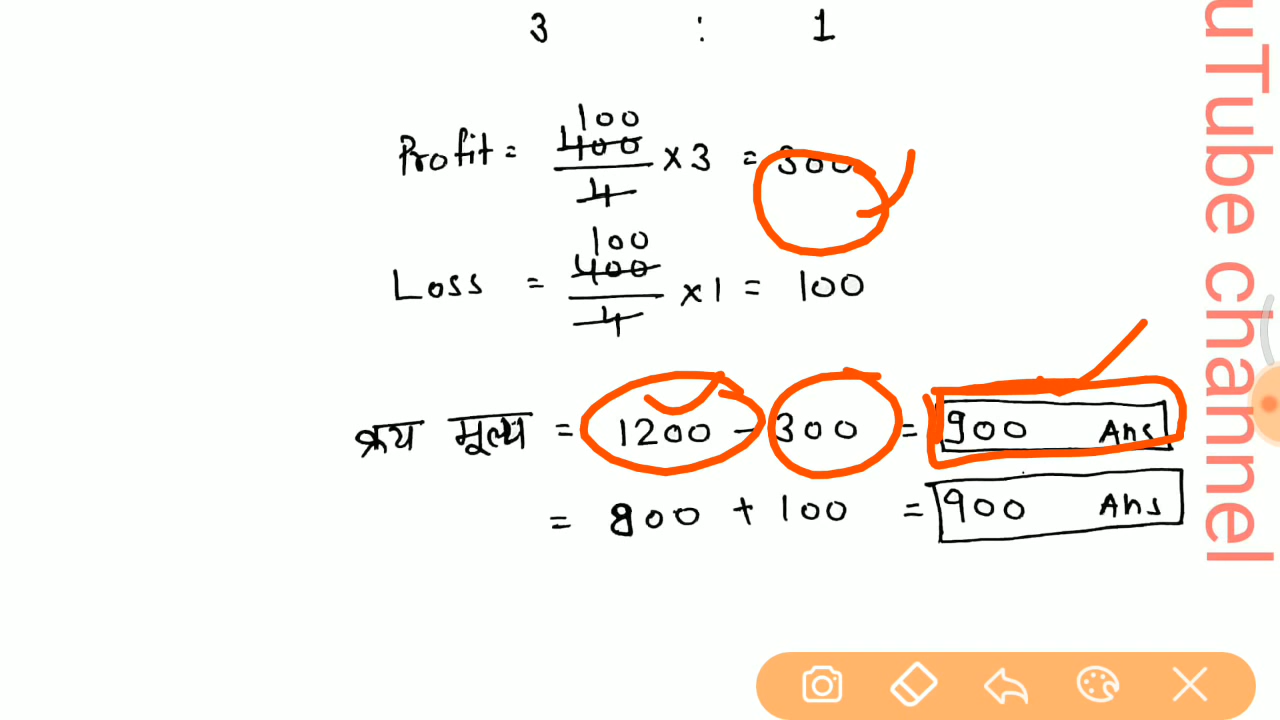 3 : 1
100
Profit = 400/4 × 3 = 300
100
Loss = 400/4 × 1 = 100
क्रय मूल्य = 1200 - 300 = 900 Ans
= 800 + 100 = 900 Ans
uTube channel